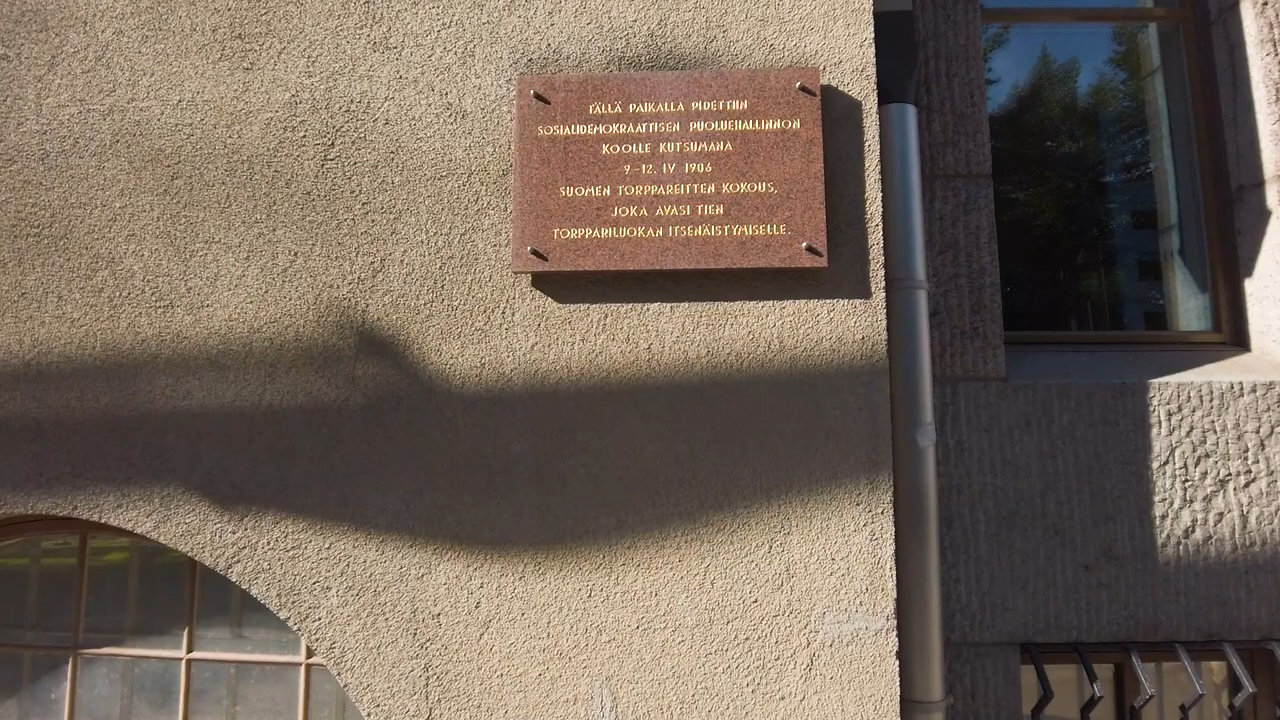 TÄLLÄ PAIKALLA PIDETTIIN
SOSIALIDEMOKRAATTISEN PUOLUEHALLINNON
KOOLLE KUTSUMANA
9-12. IV 1906
SUOMEN TORPPAREITTEN KOKOUS,
JOKA AVASI TIEN
TORPPARILUOKAN ITSENÄISTYMISELLE.